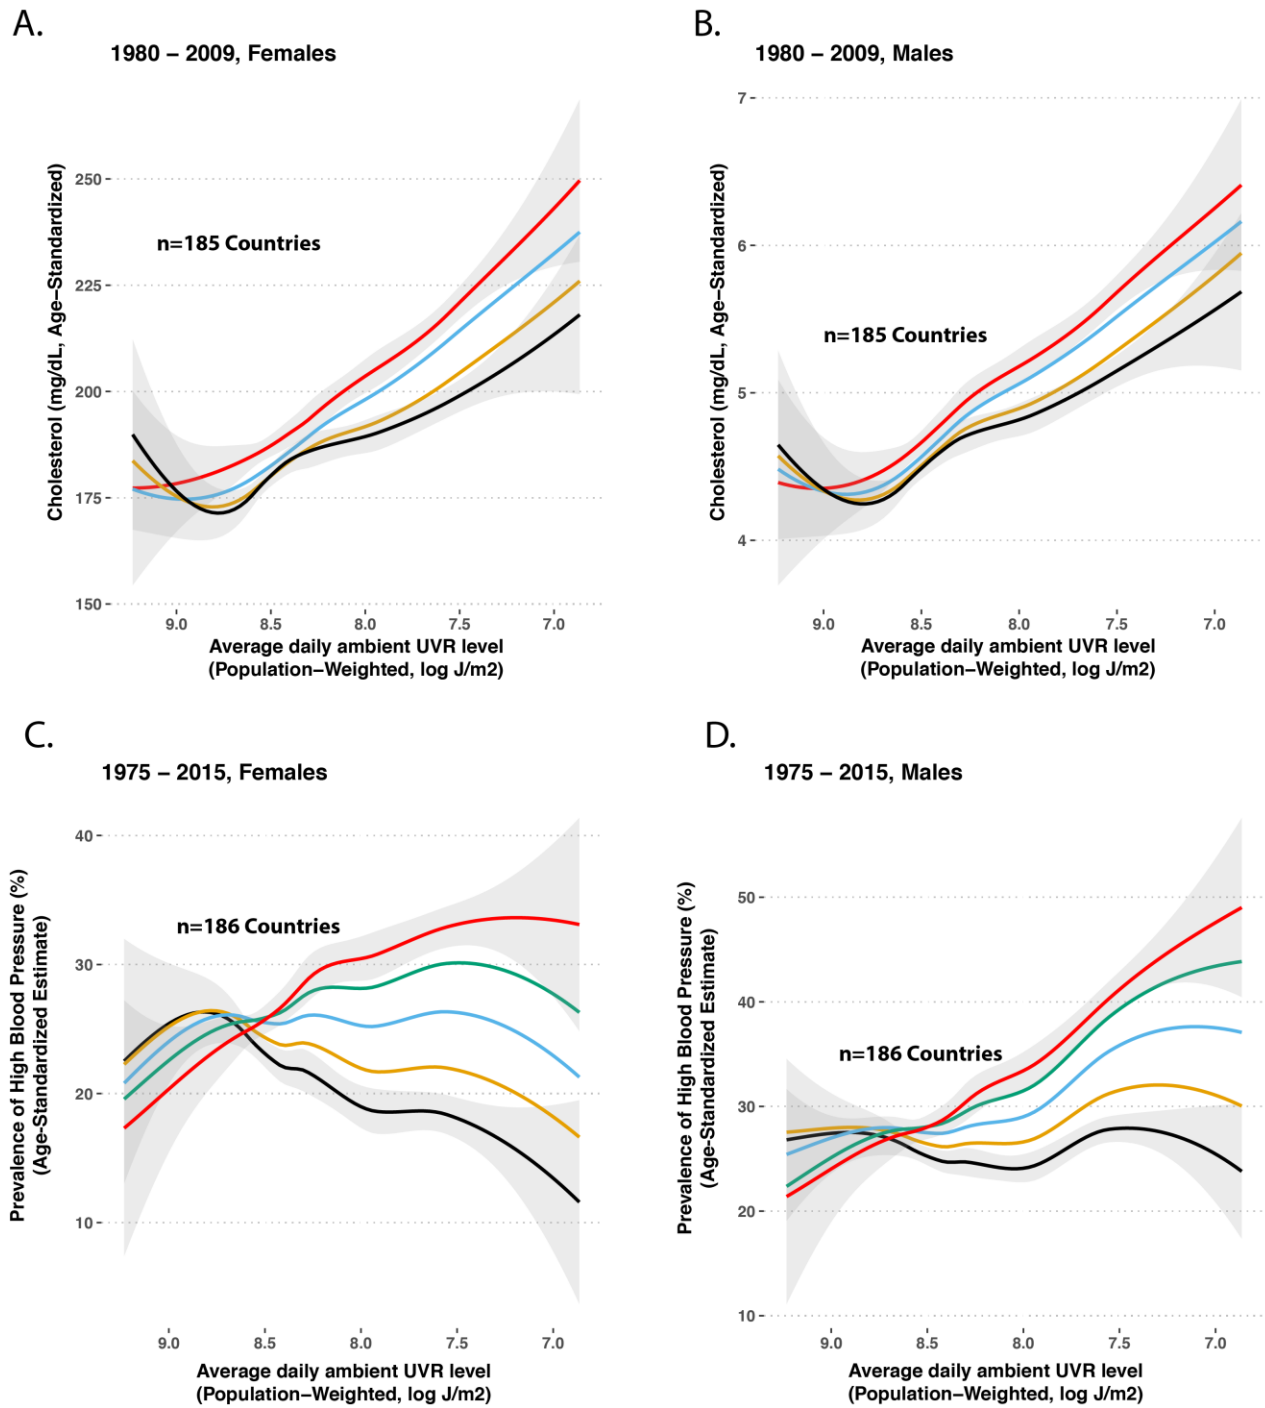 A.
1980 – 2009, Females
Cholesterol (mg/dL, Age–Standardized)
250
225
200
175
150
n=185 Countries
9.0 8.5 8.0 7.5 7.0
Average daily ambient UVR level
(Population–Weighted, log J/m2)
B.
1980 – 2009, Males
Cholesterol (mg/dL, Age–Standardized)
7
6
5
4
n=185 Countries
9.0 8.5 8.0 7.5 7.0
Average daily ambient UVR level
(Population–Weighted, log J/m2)
C.
1975 – 2015, Females
Prevalence of High Blood Pressure (%)
(Age-Standardized Estimate)
40
30
20
10
n=186 Countries
9.0 8.5 8.0 7.5 7.0
Average daily ambient UVR level
(Population–Weighted, log J/m2)
D.
1975 – 2015, Males
Prevalence of High Blood Pressure (%)
(Age-Standardized Estimate)
50
40
30
20
10
n=186 Countries
9.0 8.5 8.0 7.5 7.0
Average daily ambient UVR level
(Population–Weighted, log J/m2)